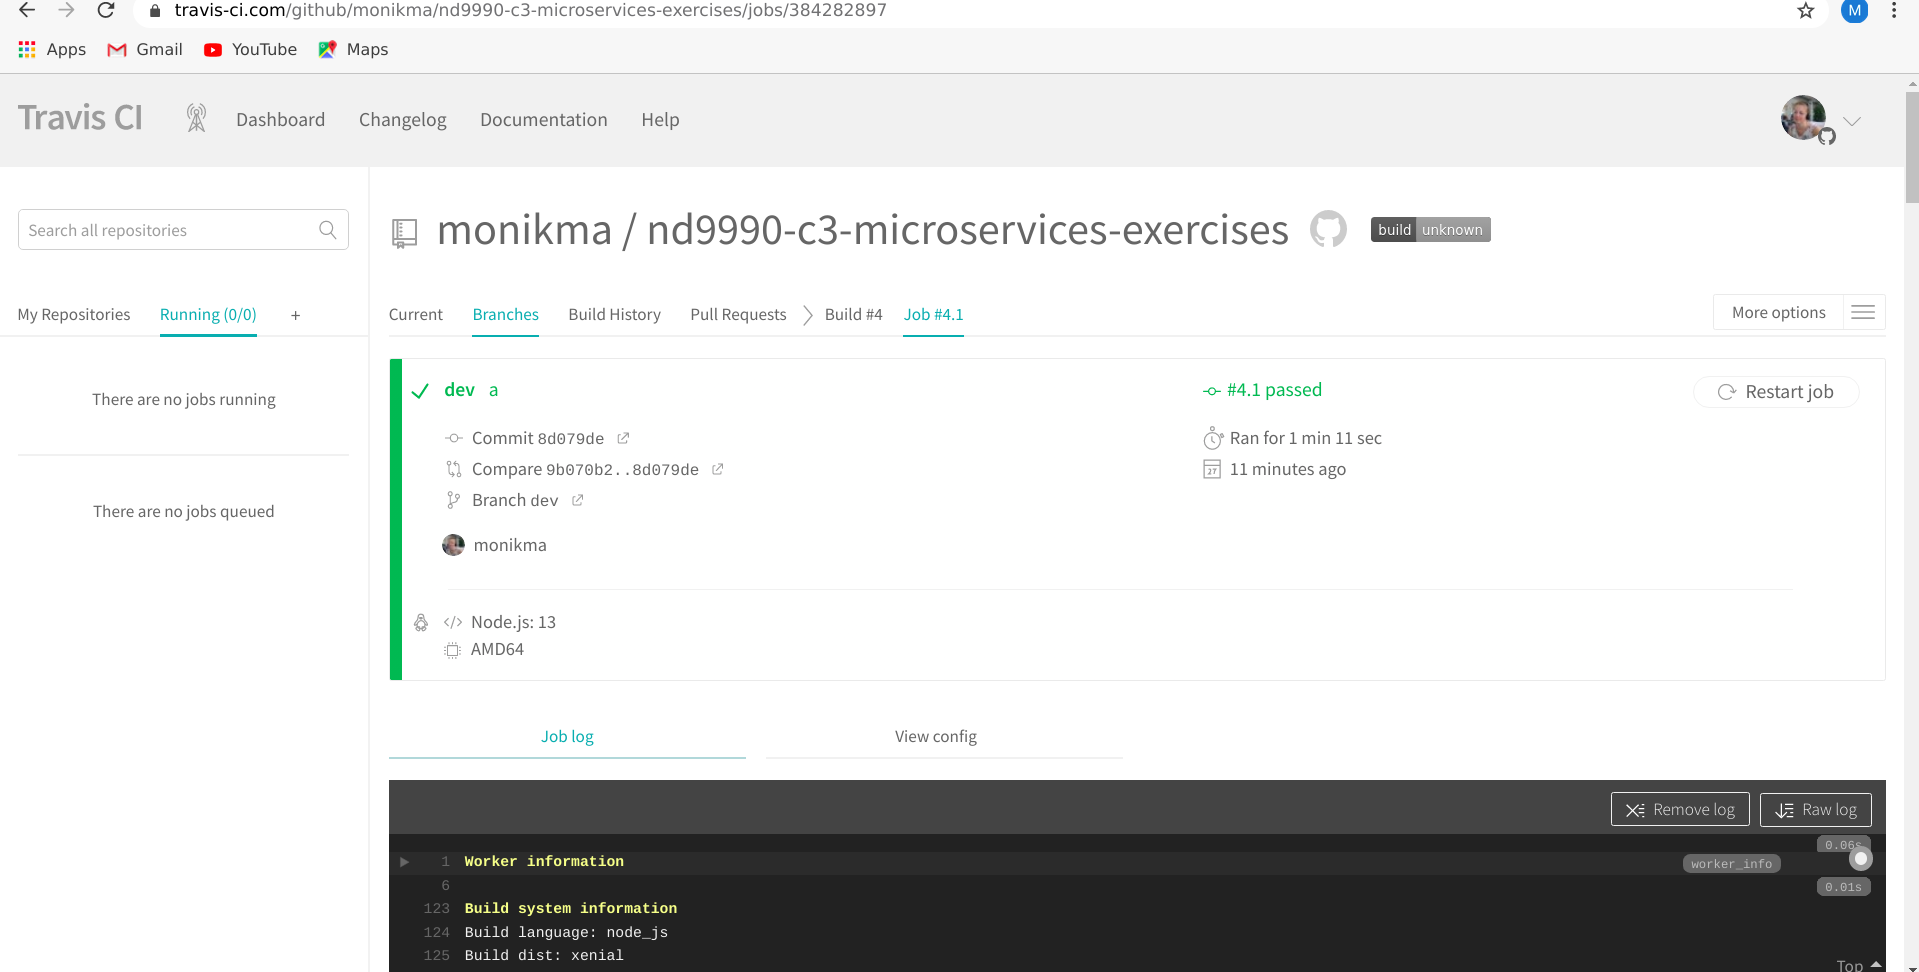 travis-ci.com/github/monikma/nd9990-c3-microservices-exercises/jobs/384282897
M
Apps Gmail YouTube Maps
Travis CI Dashboard Changelog Documentation Help
Search all repositories
monikma / nd9990-c3-microservices-exercises build unknown
My Repositories Running (0/0) +
Current Branches Build History Pull Requests Build #4 Job #4.1 More options
There are no jobs running
There are no jobs queued
dev a #4.1 passed Restart job
Commit 8d079de Ran for 1 min 11 sec
Compare 9b070b2..8d079de 27 11 minutes ago
Branch dev
monikma
</> Node.js: 13
AMD64
Job log View config
Remove log Raw log
0.06s
1 Worker information worker_info
6 0.01s
123 Build system information
124 Build language: node_js
125 Build dist: xenial
Top